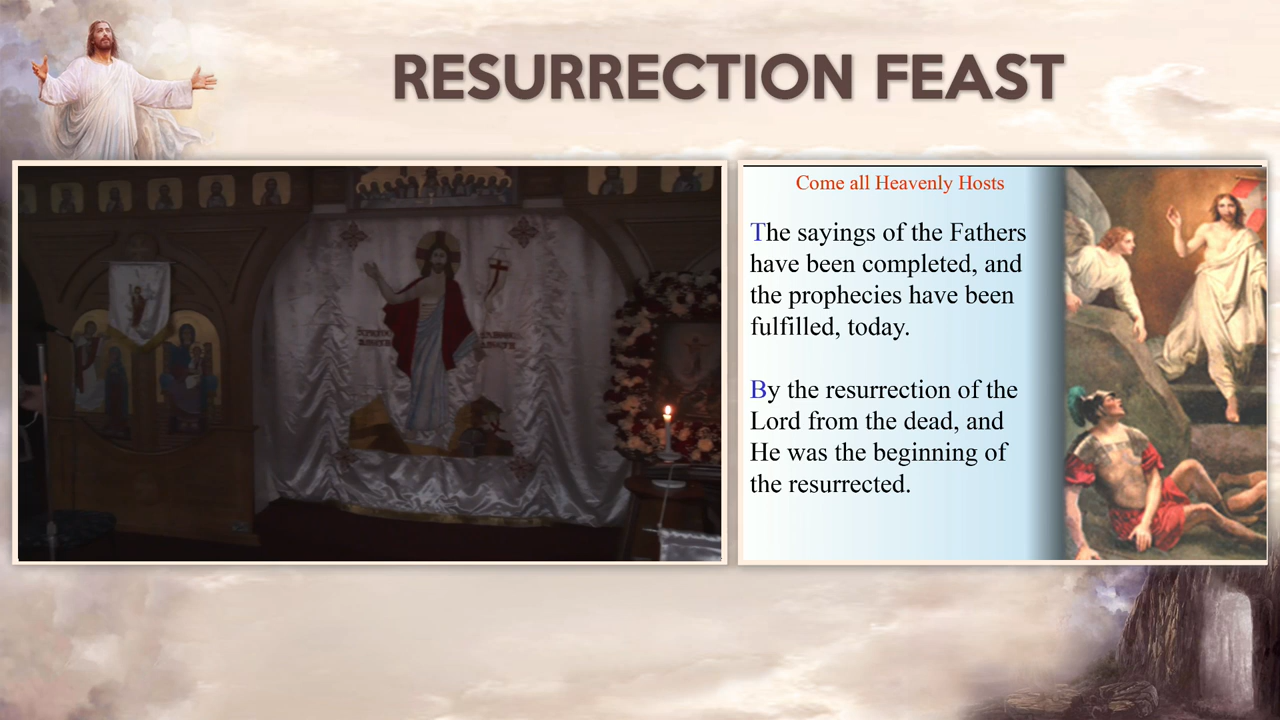 RESURRECTION FEAST
Come all Heavenly Hosts
The sayings of the Fathers
have been completed, and
the prophecies have been
fulfilled, today.
By the resurrection of the
Lord from the dead, and
He was the beginning of
the resurrected.